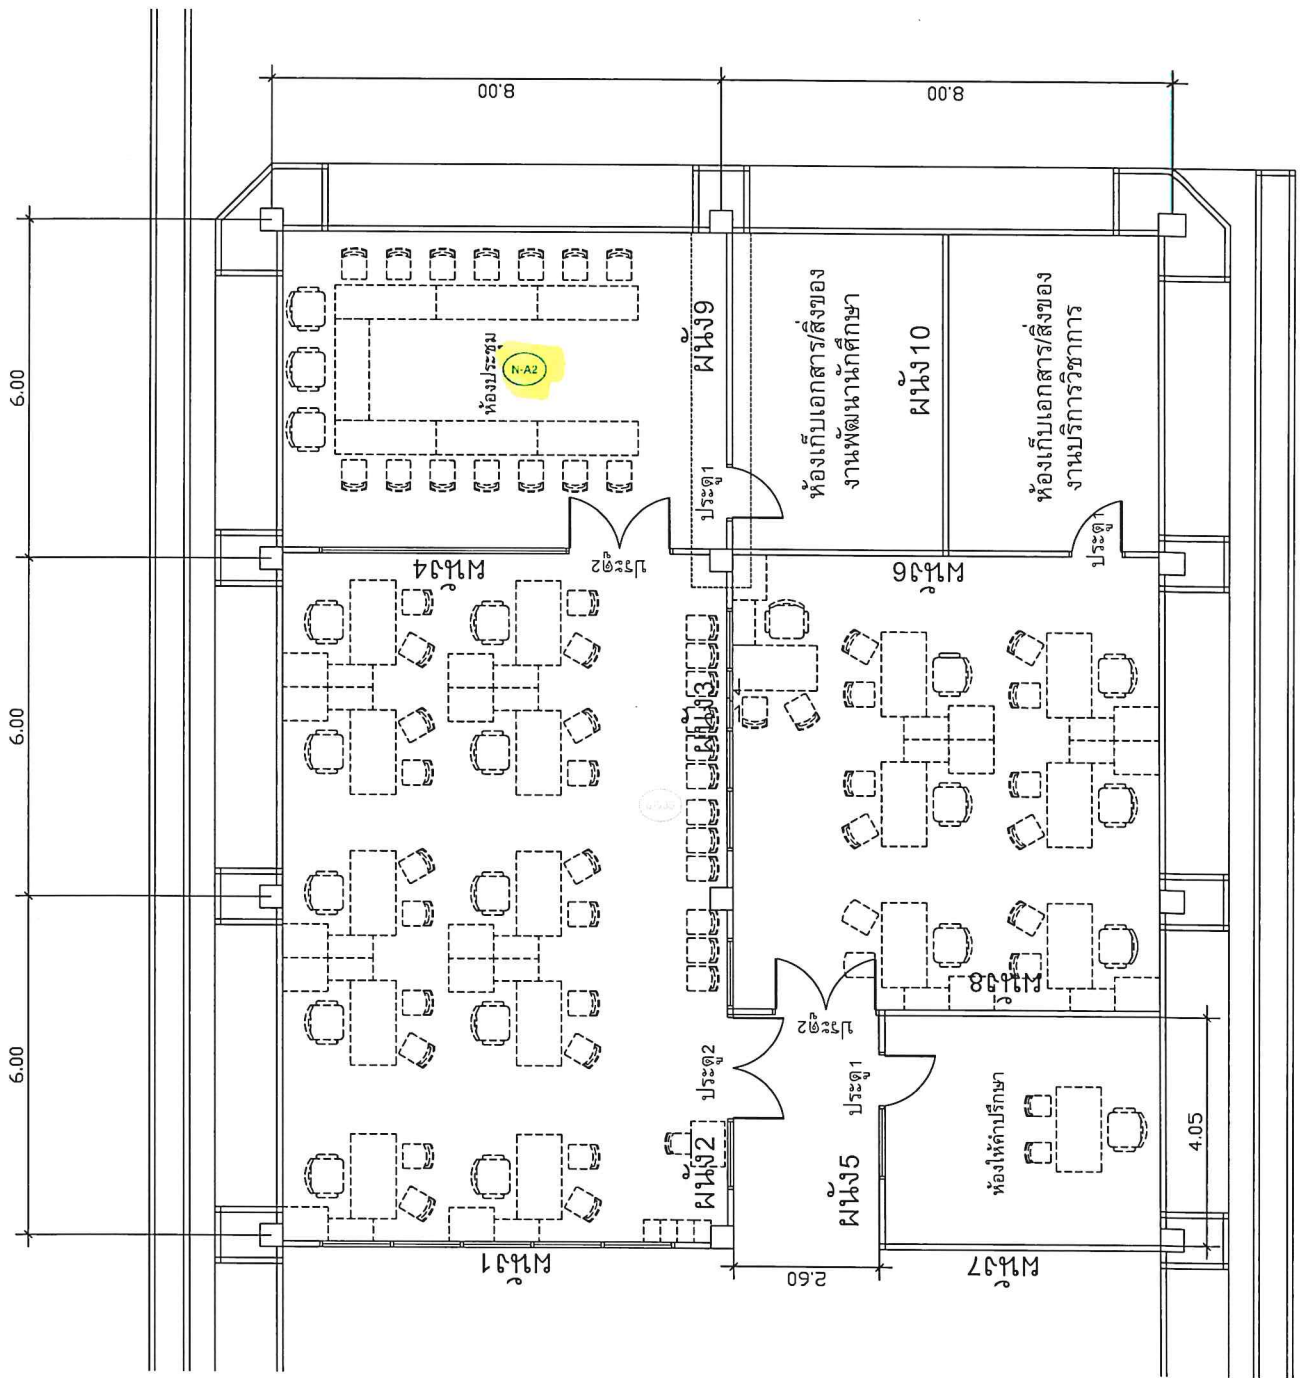 8.00
8.00
6.00
6.00
6.00
ห้องประชุม
N-A2
ผนัง9
ห้องเก็บเอกสาร/สิ่งของ
งานพัฒนานักศึกษา
ผนัง10
ห้องเก็บเอกสาร/สิ่งของ
งานบริการวิชาการ
ประตู1
ประตู1
ผนัง4
ประตู2
ผนัง6
ผนัง3
ผนัง8
ประตู2
ประตู2
ประตู1
ห้องให้คำปรึกษา
4.05
ผนัง2
ผนัง5
ผนัง1
2.60
ผนัง7